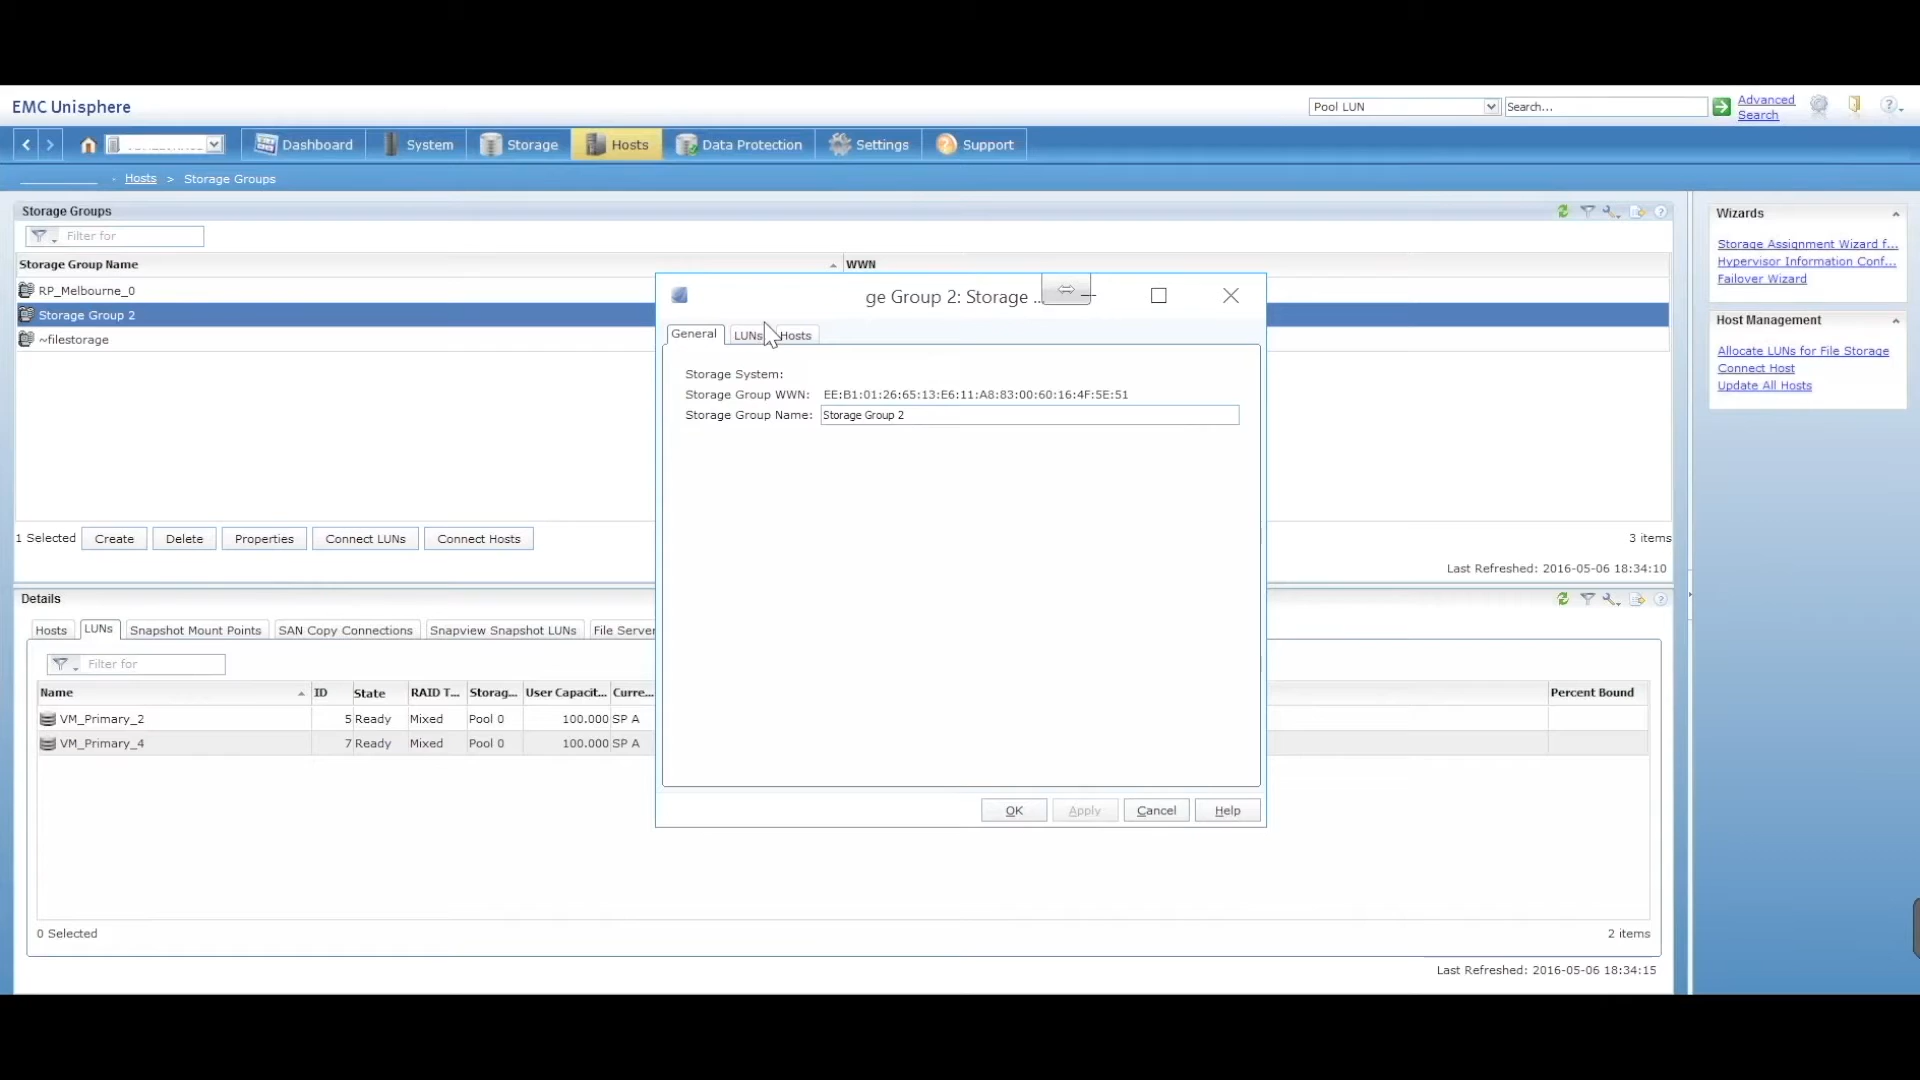 EMC Unisphere
Pool LUN
Search...
Advanced Search
Dashboard
System
Storage
Hosts
Data Protection
Settings
Support
Hosts > Storage Groups
Storage Groups
Filter for
Storage Group Name
WWN
RP_Melbourne_0
Storage Group 2
~filestorage
1 Selected
Create
Delete
Properties
Connect LUNs
Connect Hosts
3 items
Last Refreshed: 2016-05-06 18:34:10
ge Group 2: Storage ...
General
LUNs
Hosts
Storage System:
Storage Group WWN: EE:B1:01:26:65:13:E6:11:A8:83:00:60:16:4F:5E:51
Storage Group Name: Storage Group 2
OK
Apply
Cancel
Help
Details
Hosts
LUNs
Snapshot Mount Points
SAN Copy Connections
Snapview Snapshot LUNs
File Server
Filter for
Name ID State RAID T... Storag... User Capacit... Curre... Percent Bound
VM_Primary_2 5 Ready Mixed Pool 0 100.000 SP A
VM_Primary_4 7 Ready Mixed Pool 0 100.000 SP A
0 Selected
2 items
Last Refreshed: 2016-05-06 18:34:15
Wizards
Storage Assignment Wizard f...
Hypervisor Information Conf...
Failover Wizard
Host Management
Allocate LUNs for File Storage
Connect Host
Update All Hosts